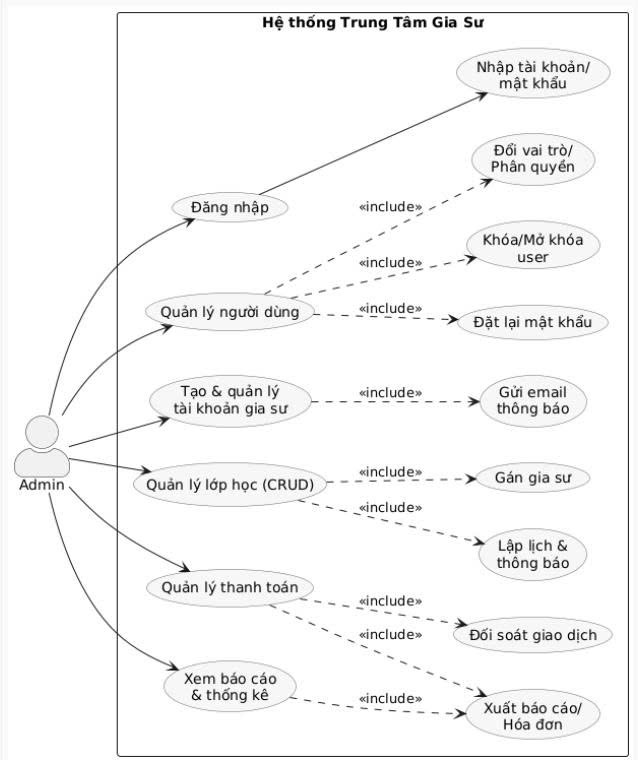 Hệ thống Trung Tâm Gia Sư
Nhập tài khoản/
mật khẩu
Đổi vai trò/
Phân quyền
Đăng nhập
«include»
Khóa/Mở khóa
user
«include»
Quản lý người dùng
«include»
Đặt lại mật khẩu
Tạo & quản lý
tài khoản gia sư
«include»
Gửi email
thông báo
Admin
Quản lý lớp học (CRUD)
«include»
Gán gia sư
«include»
Lập lịch &
thông báo
Quản lý thanh toán
«include»
Đối soát giao dịch
«include»
Xem báo cáo
& thống kê
«include»
Xuất báo cáo/
Hóa đơn